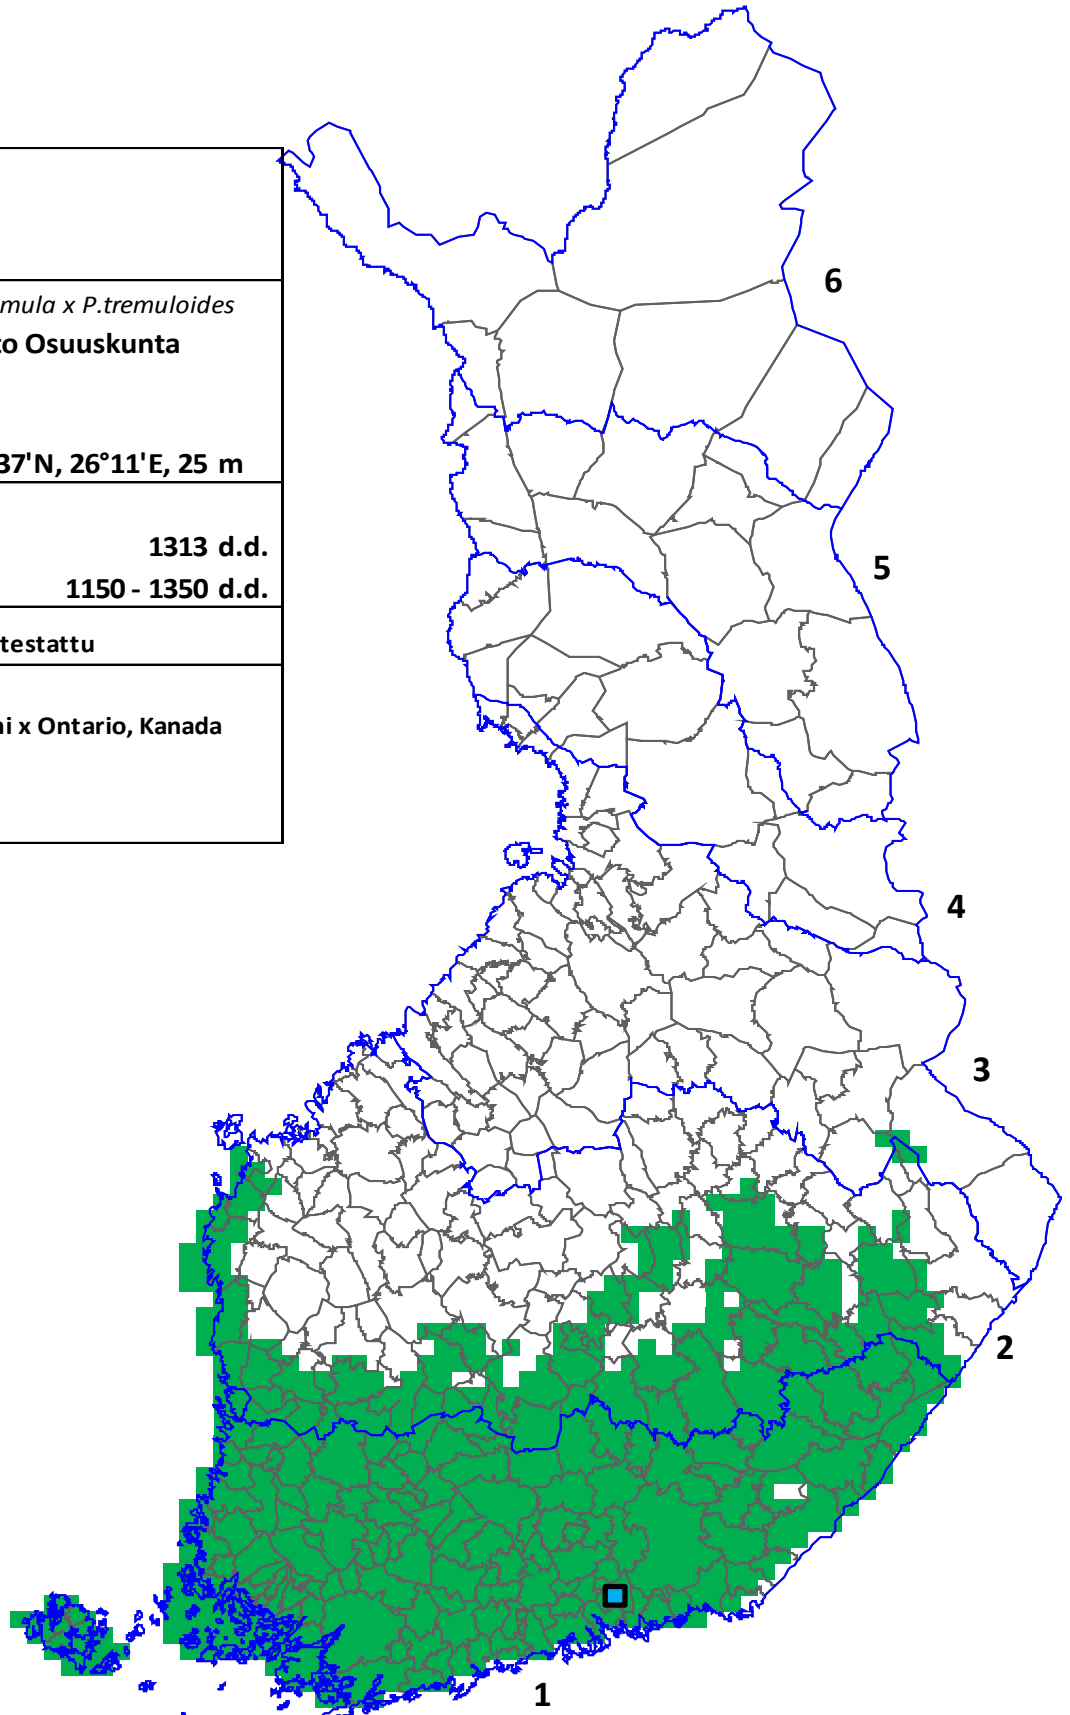 mula x P.tremuloides
to Osuuskunta
37'N, 26°11'E, 25 m
1313 d.d.
1150 - 1350 d.d.
testattu
ni x Ontario, Kanada
6
5
4
3
2
1